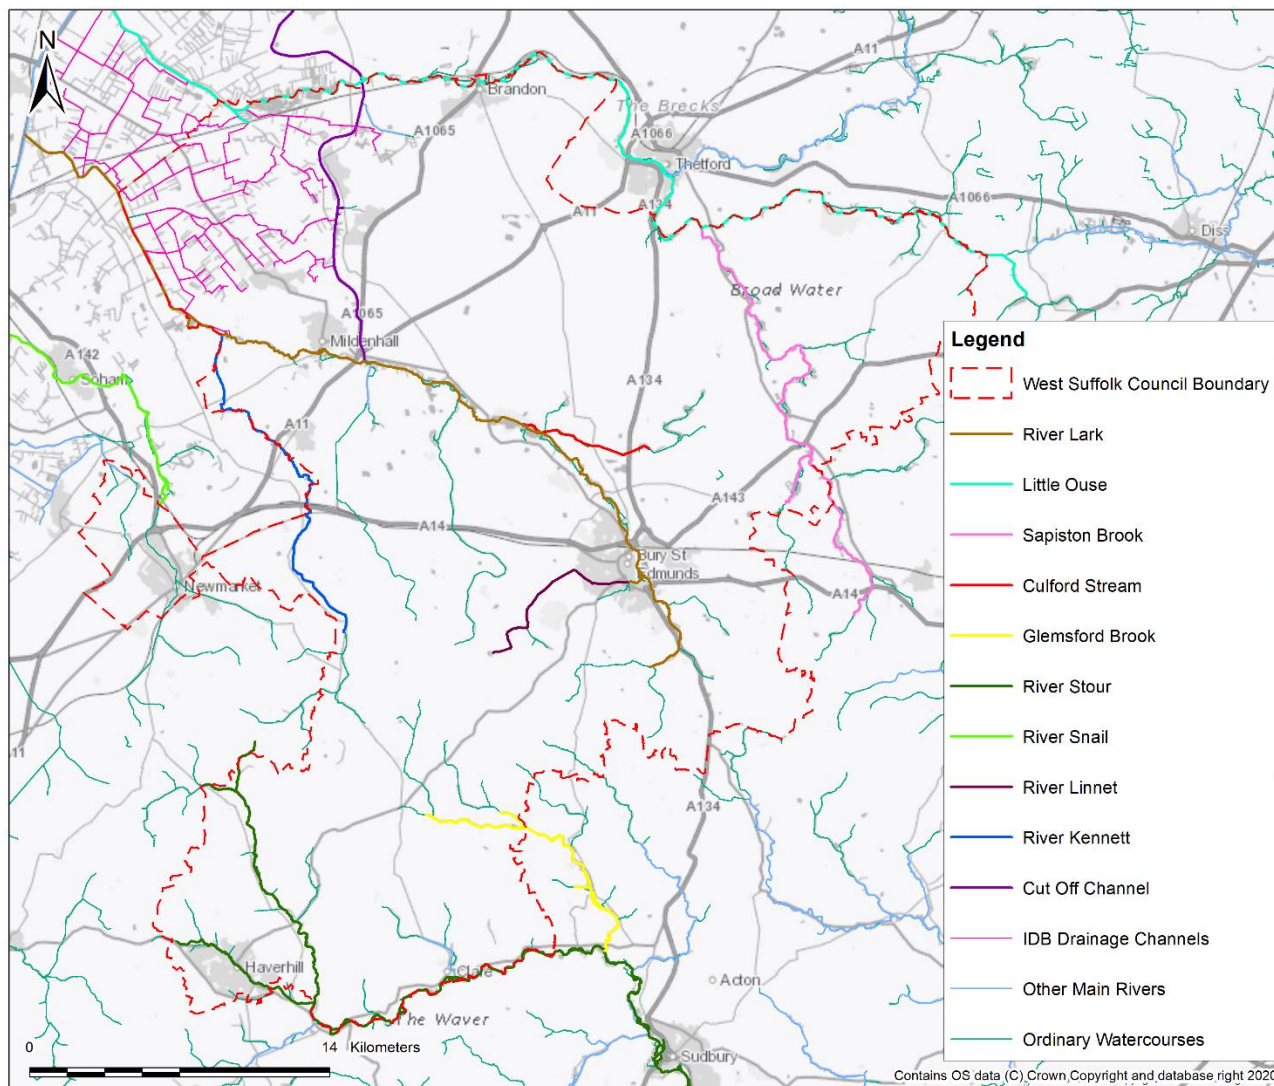 N
A11
Brandon
The Brecks
A1065
A1066
Thetford
A11
A134
A1066
Diss
Broad Water
A1065
Mildenhall
A142
Soham
A134
A11
A143
A14
Bury St
Edmunds
Newmarket
A14
11
A134
Haverhill
Clare
Acton
The Waver
Sudbury
0
14 Kilometers
Legend
West Suffolk Council Boundary
River Lark
Little Ouse
Sapiston Brook
Culford Stream
Glemsford Brook
River Stour
River Snail
River Linnet
River Kennett
Cut Off Channel
IDB Drainage Channels
Other Main Rivers
Ordinary Watercourses
Contains OS data (C) Crown Copyright and database right 2020